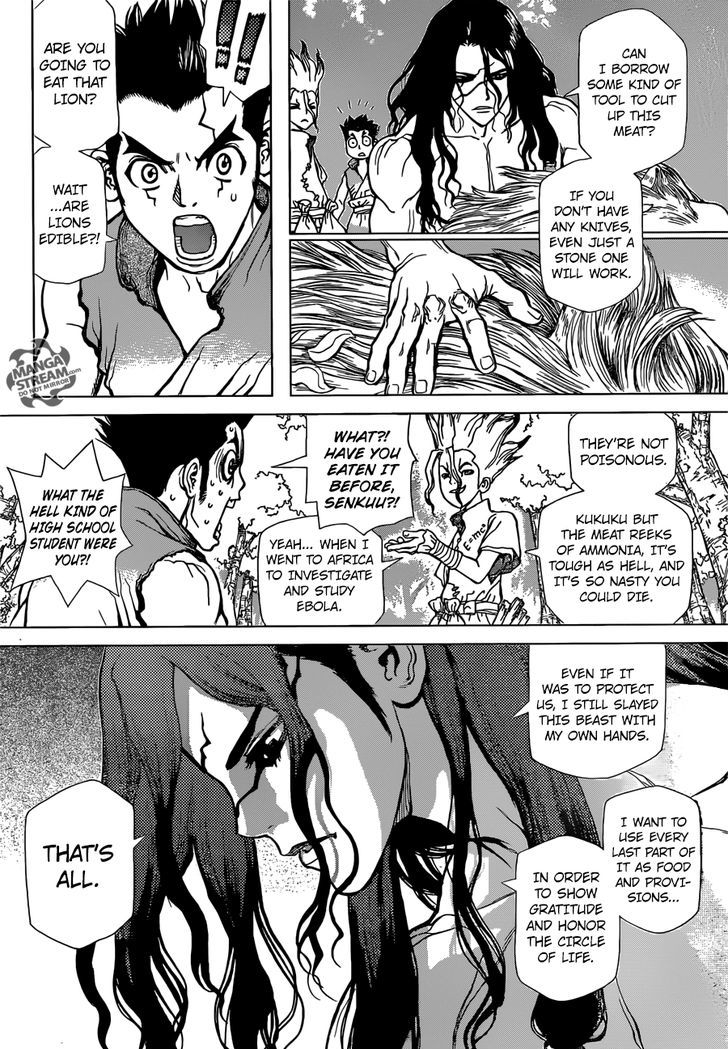 CAN
I BORROW
SOME KIND OF
TOOL TO CUT
UP THIS
MEAT?
IF YOU
DON'T HAVE
ANY KNIVES,
EVEN JUST A
STONE ONE
WILL WORK.
!!
ARE YOU
GOING TO
EAT THAT
LION?
WAIT
...ARE
LIONS
EDIBLE?!
MANGA
STREAM.com
DO NOT MIRROR!
THEY'RE NOT
POISONOUS.
KUKUKU BUT
THE MEAT REEKS
OF AMMONIA, IT'S
TOUGH AS HELL, AND
IT'S SO NASTY YOU
COULD DIE.
E=mc²
WHAT?!
HAVE YOU
EATEN IT
BEFORE,
SENKUU?!
YEAH... WHEN I
WENT TO AFRICA
TO INVESTIGATE
AND STUDY
EBOLA.
WHAT THE
HELL KIND OF
HIGH SCHOOL
STUDENT WERE
YOU?!
EVEN IF IT
WAS TO PROTECT
US, I STILL SLAYED
THIS BEAST WITH
MY OWN HANDS.
I WANT TO
USE EVERY
LAST PART OF
IT AS FOOD
AND PROVI-
SIONS...
IN ORDER
TO SHOW
GRATITUDE
AND HONOR
THE CIRCLE
OF LIFE.
THAT'S
ALL.